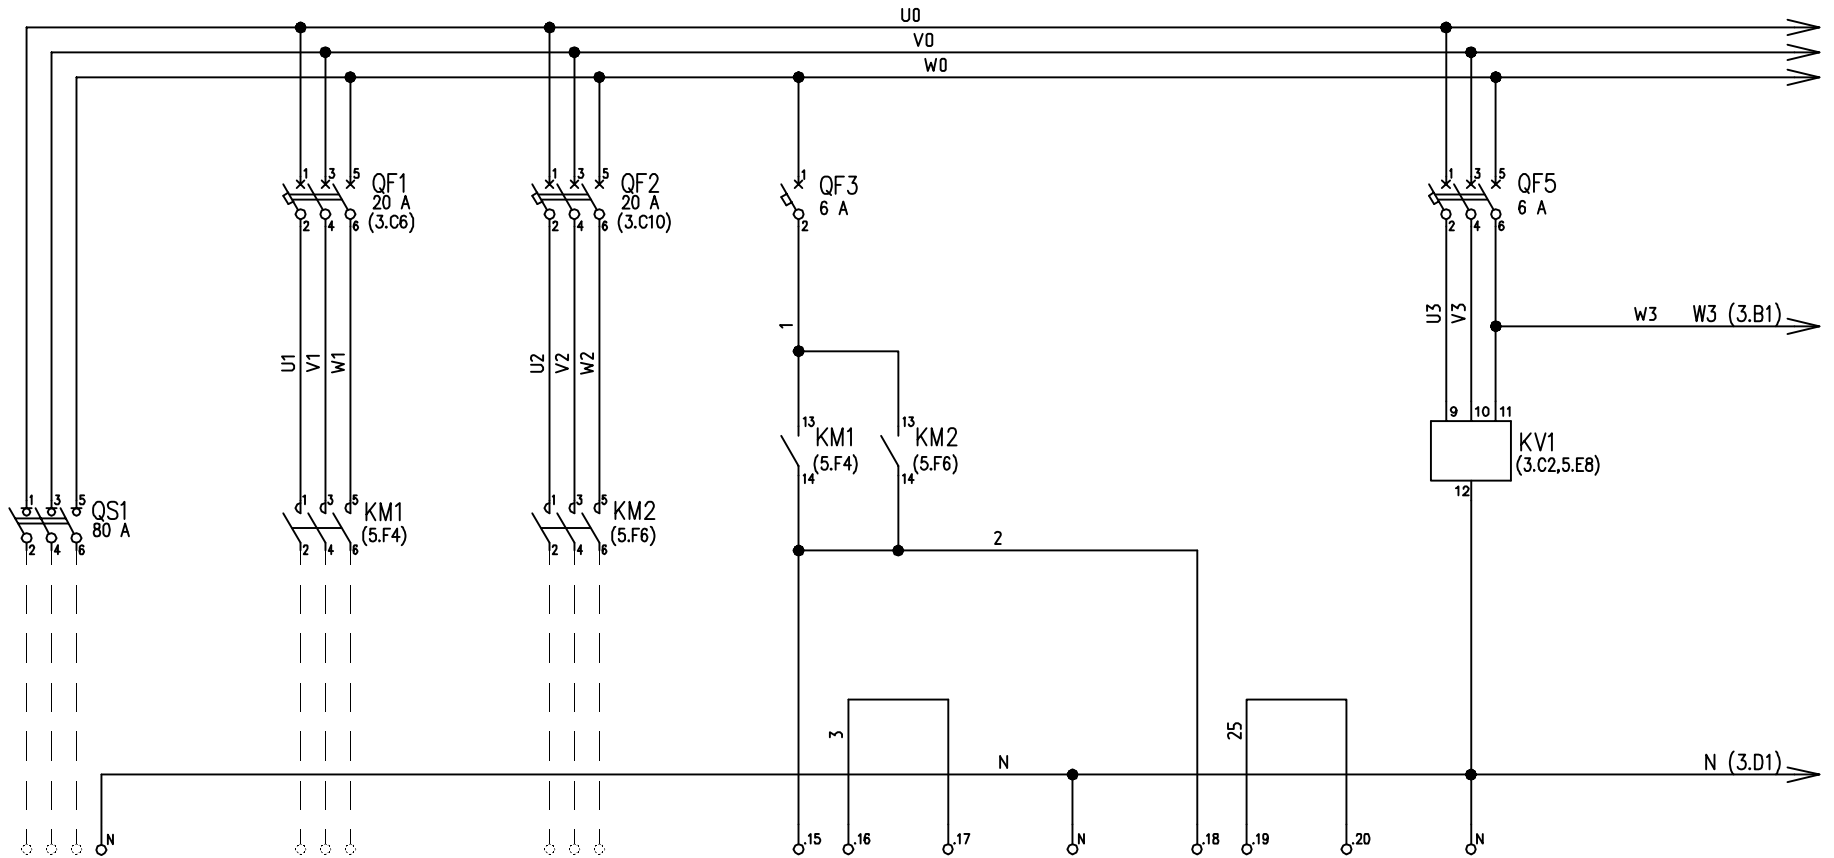 U0
V0
W0
1 3 5
QF1
20 A
(3.C6)
2 4 6
1 3 5
QF2
20 A
(3.C10)
2 4 6
1
QF3
6 A
2
1 3 5
QF5
6 A
2 4 6
U1 V1 W1
U2 V2 W2
1
U3 V3
W3 W3 (3.B1)
13
KM1
(5.F4)
14
13
KM2
(5.F6)
14
9 10 11
KV1
(3.C2,5.E8)
12
1 3 5
QS1
80 A
2 4 6
1 3 5
KM1
(5.F4)
2 4 6
1 3 5
KM2
(5.F6)
2 4 6
2
3
25
N
N (3.D1)
N
.15 .16 .17 N .18 .19 .20 N